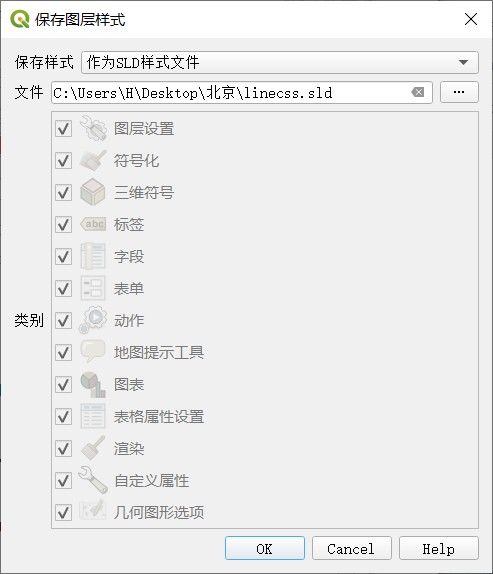 保存图层样式
保存样式 作为SLD样式文件
文件 C:\Users\H\Desktop\北京\linecss.sld ...
图层设置
符号化
三维符号
abc 标签
字段
表单
类别 动作
地图提示工具
图表
表格属性设置
渲染
自定义属性
几何图形选项
OK Cancel Help